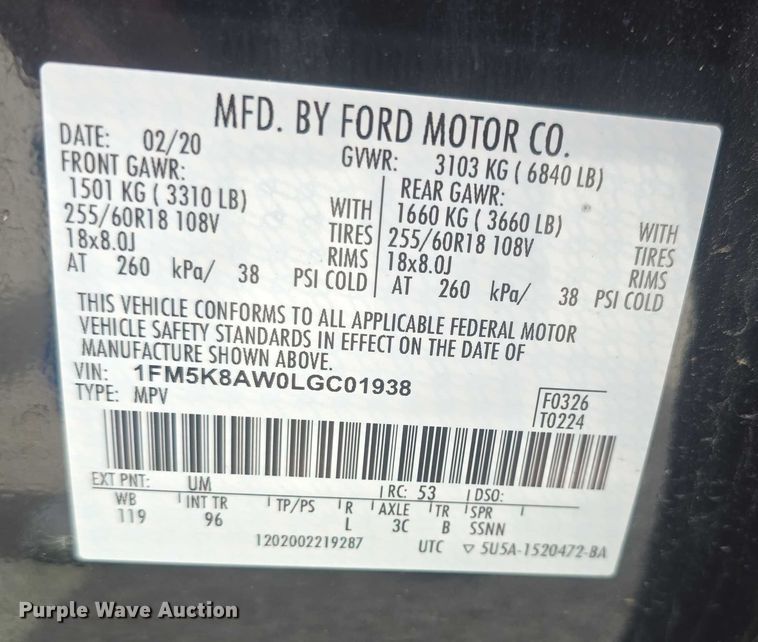 MFD. BY FORD MOTOR CO.
DATE: 02/20 GVWR: 3103 KG ( 6840 LB)
FRONT GAWR: REAR GAWR:
1501 KG ( 3310 LB) WITH 1660 KG ( 3660 LB) WITH
255/60R18 108V TIRES 255/60R18 108V TIRES
18x8.0J RIMS 18x8.0J RIMS
AT 260 kPa/ 38 PSI COLD AT 260 kPa/ 38 PSI COLD
THIS VEHICLE CONFORMS TO ALL APPLICABLE FEDERAL MOTOR
VEHICLE SAFETY STANDARDS IN EFFECT ON THE DATE OF
MANUFACTURE SHOWN ABOVE.
VIN: 1FM5K8AW0LGC01938
TYPE: MPV
F0326
T0224
EXT PNT: UM RC: 53 DSO:
WB INT TR TP/PS R AXLE TR SPR
119 96 L 3C B SSNN
1202002219287 UTC ▽ 5U5A-1520472-BA
Purple Wave Auction